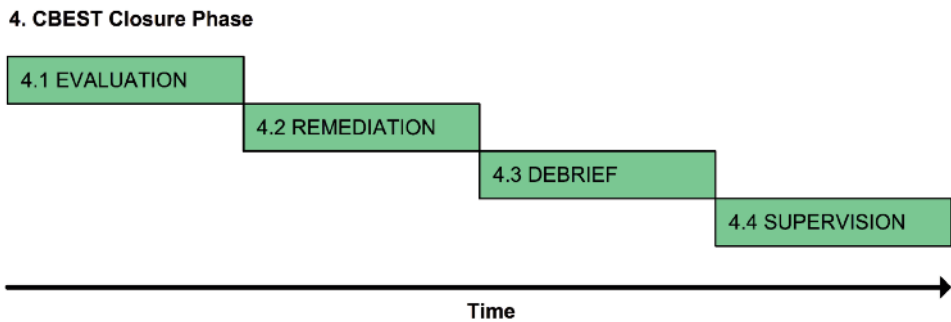 4. CBEST Closure Phase
4.1 EVALUATION
4.2 REMEDIATION
4.3 DEBRIEF
4.4 SUPERVISION
Time